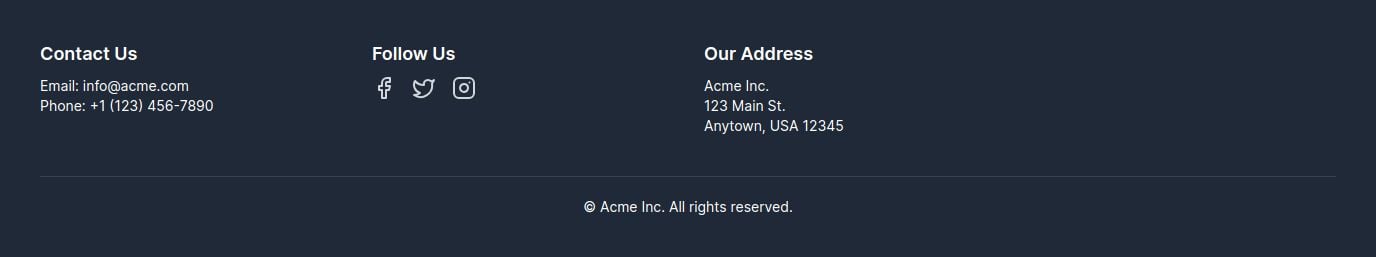 Contact Us
Email: info@acme.com
Phone: +1 (123) 456-7890
Follow Us
Our Address
Acme Inc.
123 Main St.
Anytown, USA 12345
© Acme Inc. All rights reserved.